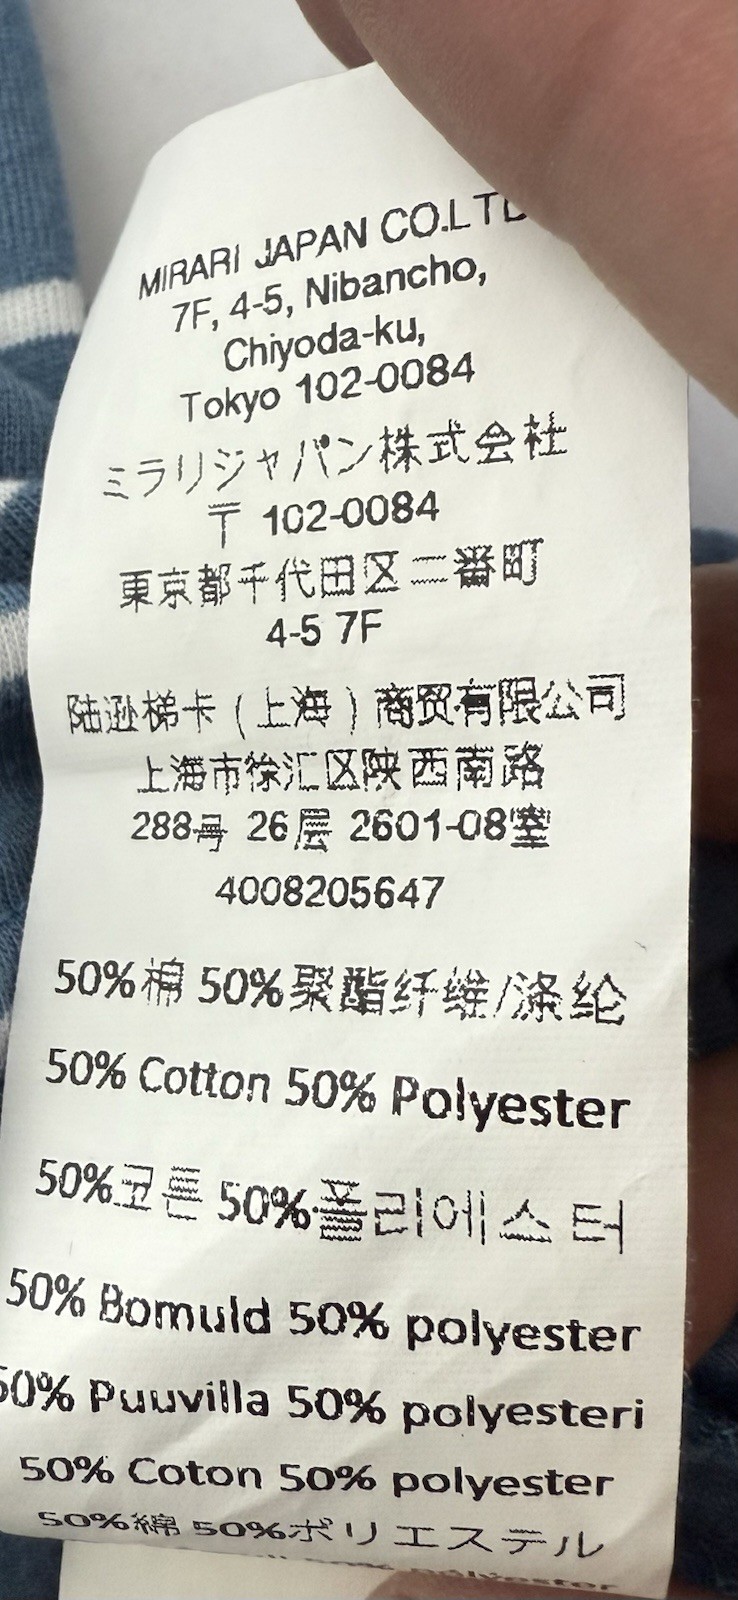 MIRARI JAPAN CO.LTD
7F, 4-5, Nibancho,
Chiyoda-ku,
Tokyo 102-0084
ミラリジャパン株式会社
〒 102-0084
東京都千代田区二番町
4-5 7F
陆逊梯卡(上海)商贸有限公司
上海市徐汇区陕西南路
288号 26层 2601-08室
4008205647
50%棉 50%聚酯纤维/涤纶
50% Cotton 50% Polyester
50%코튼 50%폴리에스터
50% Bomuld 50% polyester
50% Puuvilla 50% polyesteri
50% Coton 50% polyester
50%綿 50%ポリエステル
50% polyester